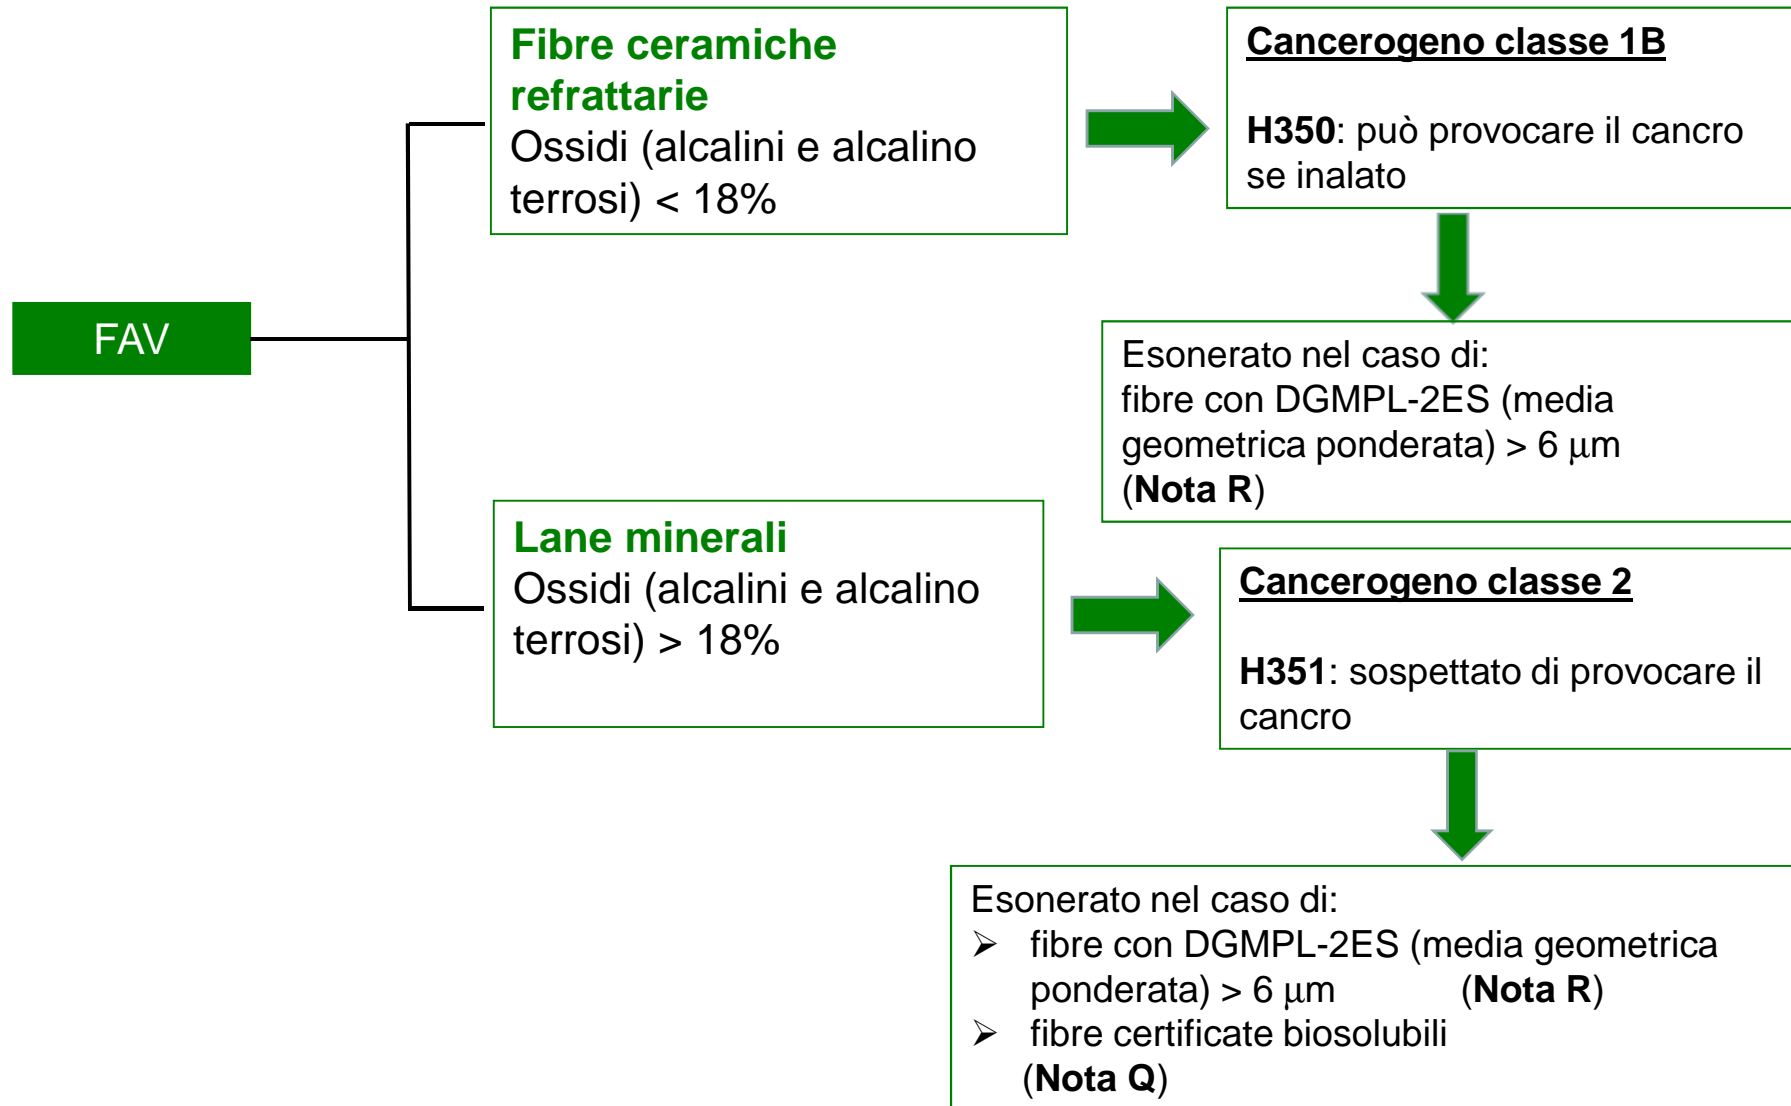 FAV
Fibre ceramiche
refrattarie
Ossidi (alcalini e alcalino
terrosi) < 18%
Cancerogeno classe 1B
H350: può provocare il cancro
se inalato
Esonerato nel caso di:
fibre con DGMPL-2ES (media
geometrica ponderata) > 6 μm
(Nota R)
Lane minerali
Ossidi (alcalini e alcalino
terrosi) > 18%
Cancerogeno classe 2
H351: sospettato di provocare il
cancro
Esonerato nel caso di:
➢ fibre con DGMPL-2ES (media geometrica
ponderata) > 6 μm (Nota R)
➢ fibre certificate biosolubili
(Nota Q)